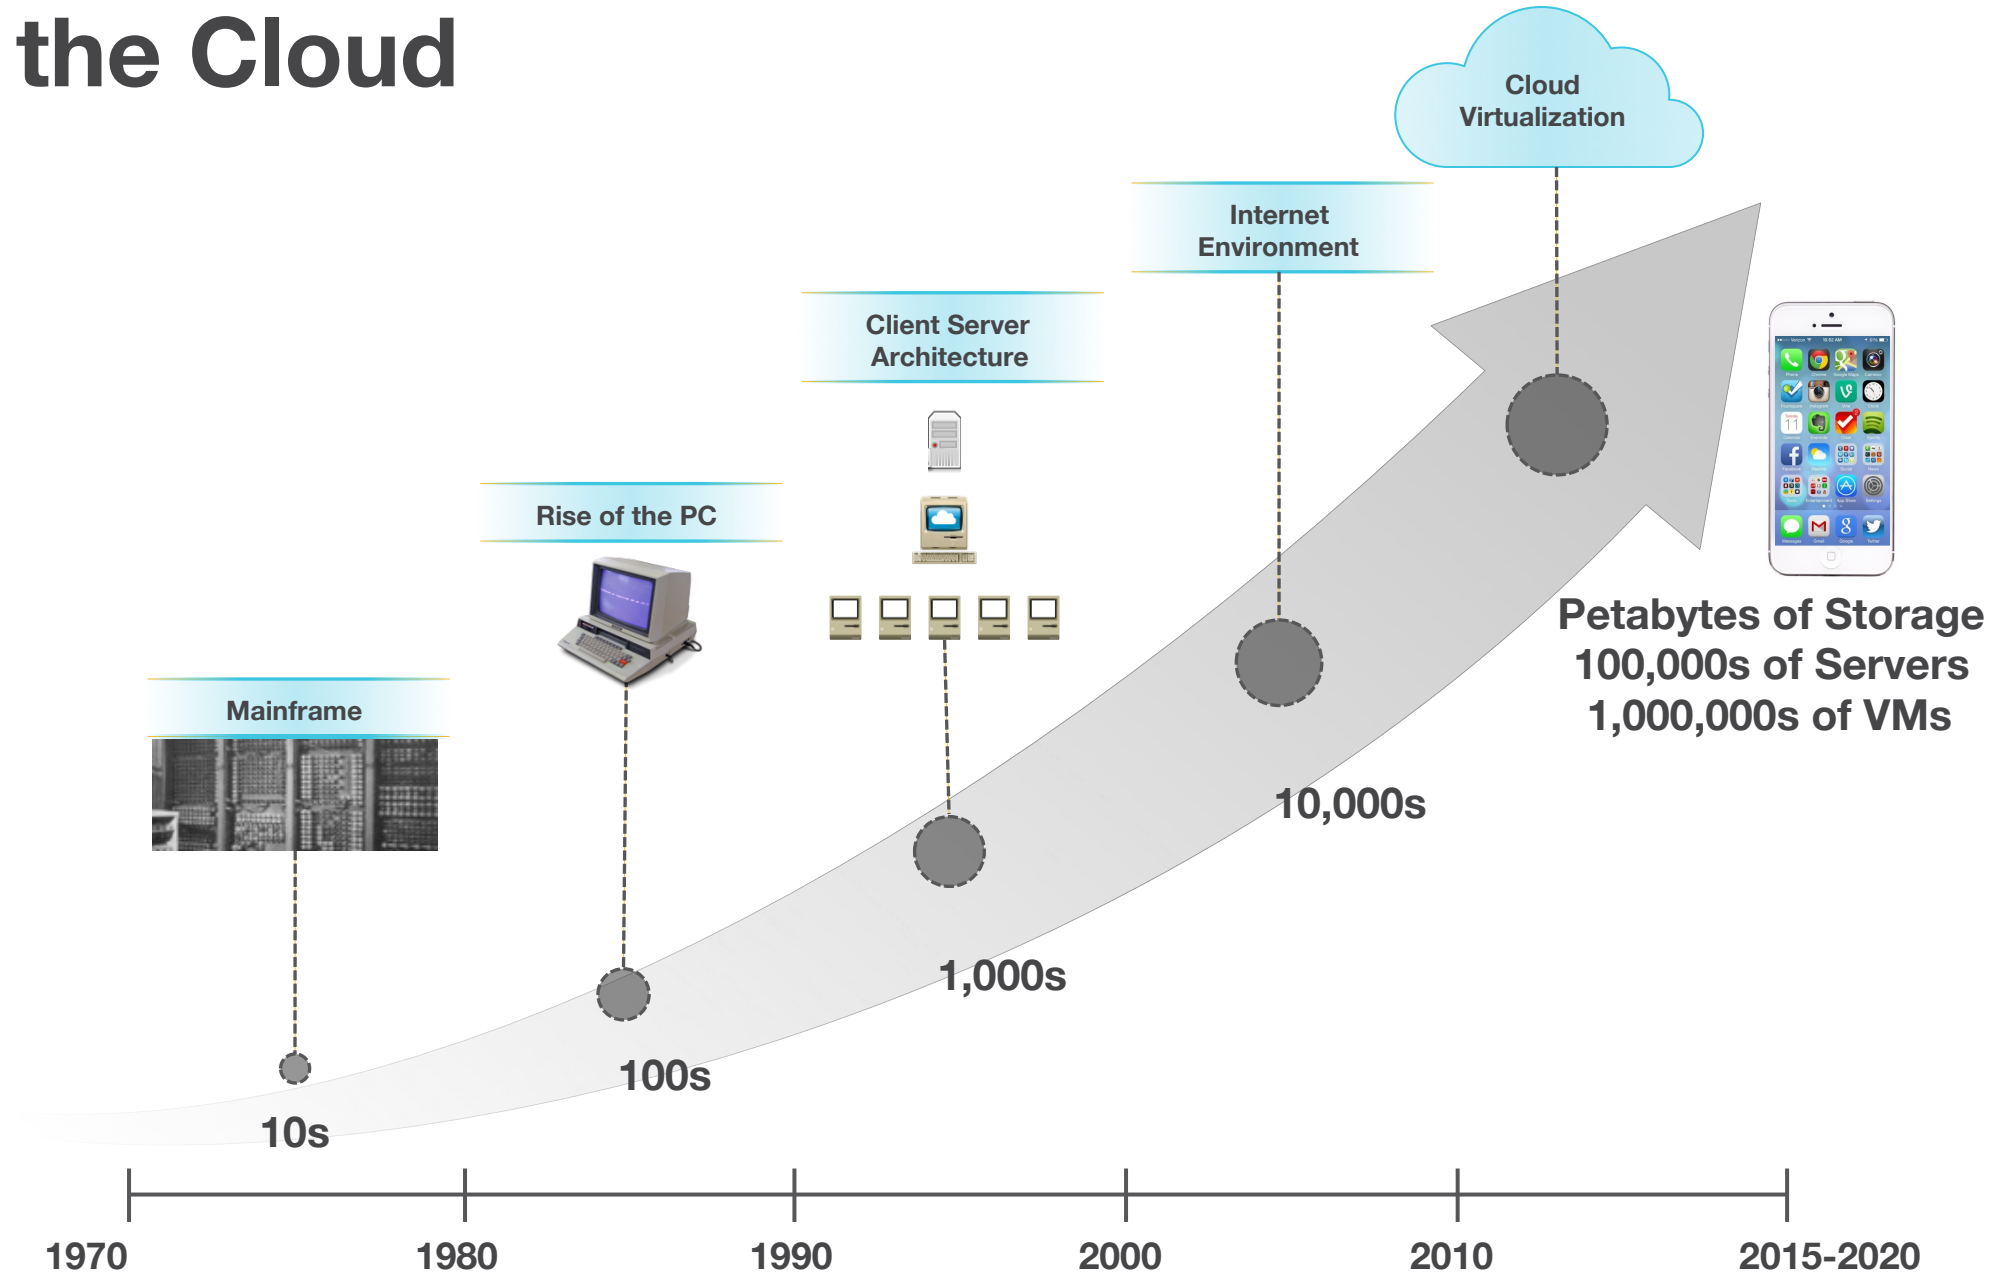 the Cloud
Cloud
Virtualization
Internet
Environment
Client Server
Architecture
Rise of the PC
Mainframe
Petabytes of Storage
100,000s of Servers
1,000,000s of VMs
10,000s
1,000s
100s
10s
1970
1980
1990
2000
2010
2015-2020